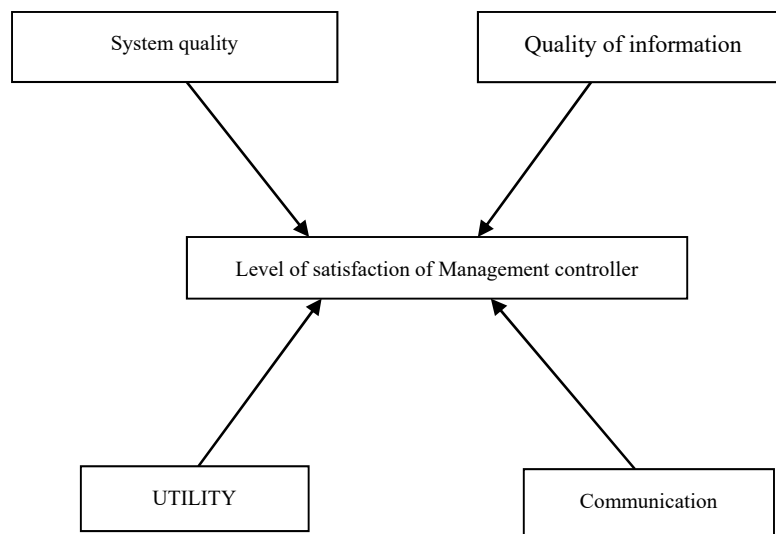 System quality
Quality of information
Level of satisfaction of Management controller
UTILITY
Communication